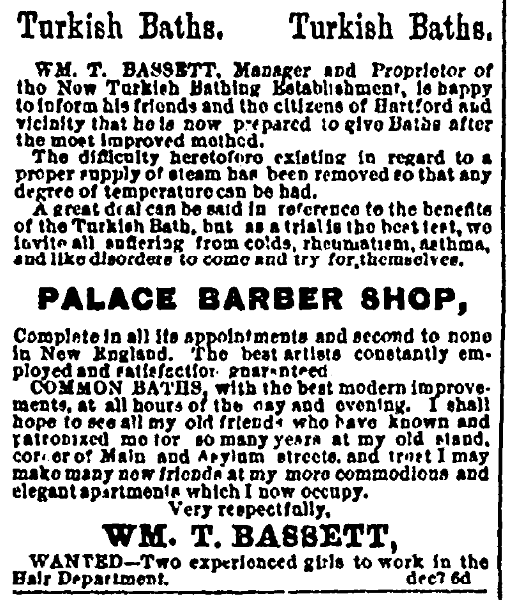 Turkish Baths. Turkish Baths.
WM. T. BASSETT, Manager and Proprietor of
the New Turkish Bathing Establishment, is happy
to inform his friends and the citizens of Hartford and
vicinity that he is now prepared to give Baths after
the most improved method.
The difficulty heretofore existing in regard to a
proper supply of steam has been removed so that any
degree of temperature can be had.
A great deal can be said in reference to the benefits
of the Turkish Bath, but as a trial is the best test, we
invite all suffering from colds, rheumatism, asthma,
and like disorders to come and try for themselves.
PALACE BARBER SHOP,
Complete in all its appointments and second to none
in New England. The best artists constantly em-
ployed and satisfaction guaranteed
COMMON BATHS, with the best modern improve-
ments, at all hours of the day and evening. I shall
hope to see all my old friends who have known and
patronized me for so many years at my old stand,
corner of Main and Asylum streets, and trust I may
make many new friends at my more commodious and
elegant apartments which I now occupy.
Very respectfully,
WM. T. BASSETT,
WANTED—Two experienced girls to work in the
Hair Department. dec7 6d